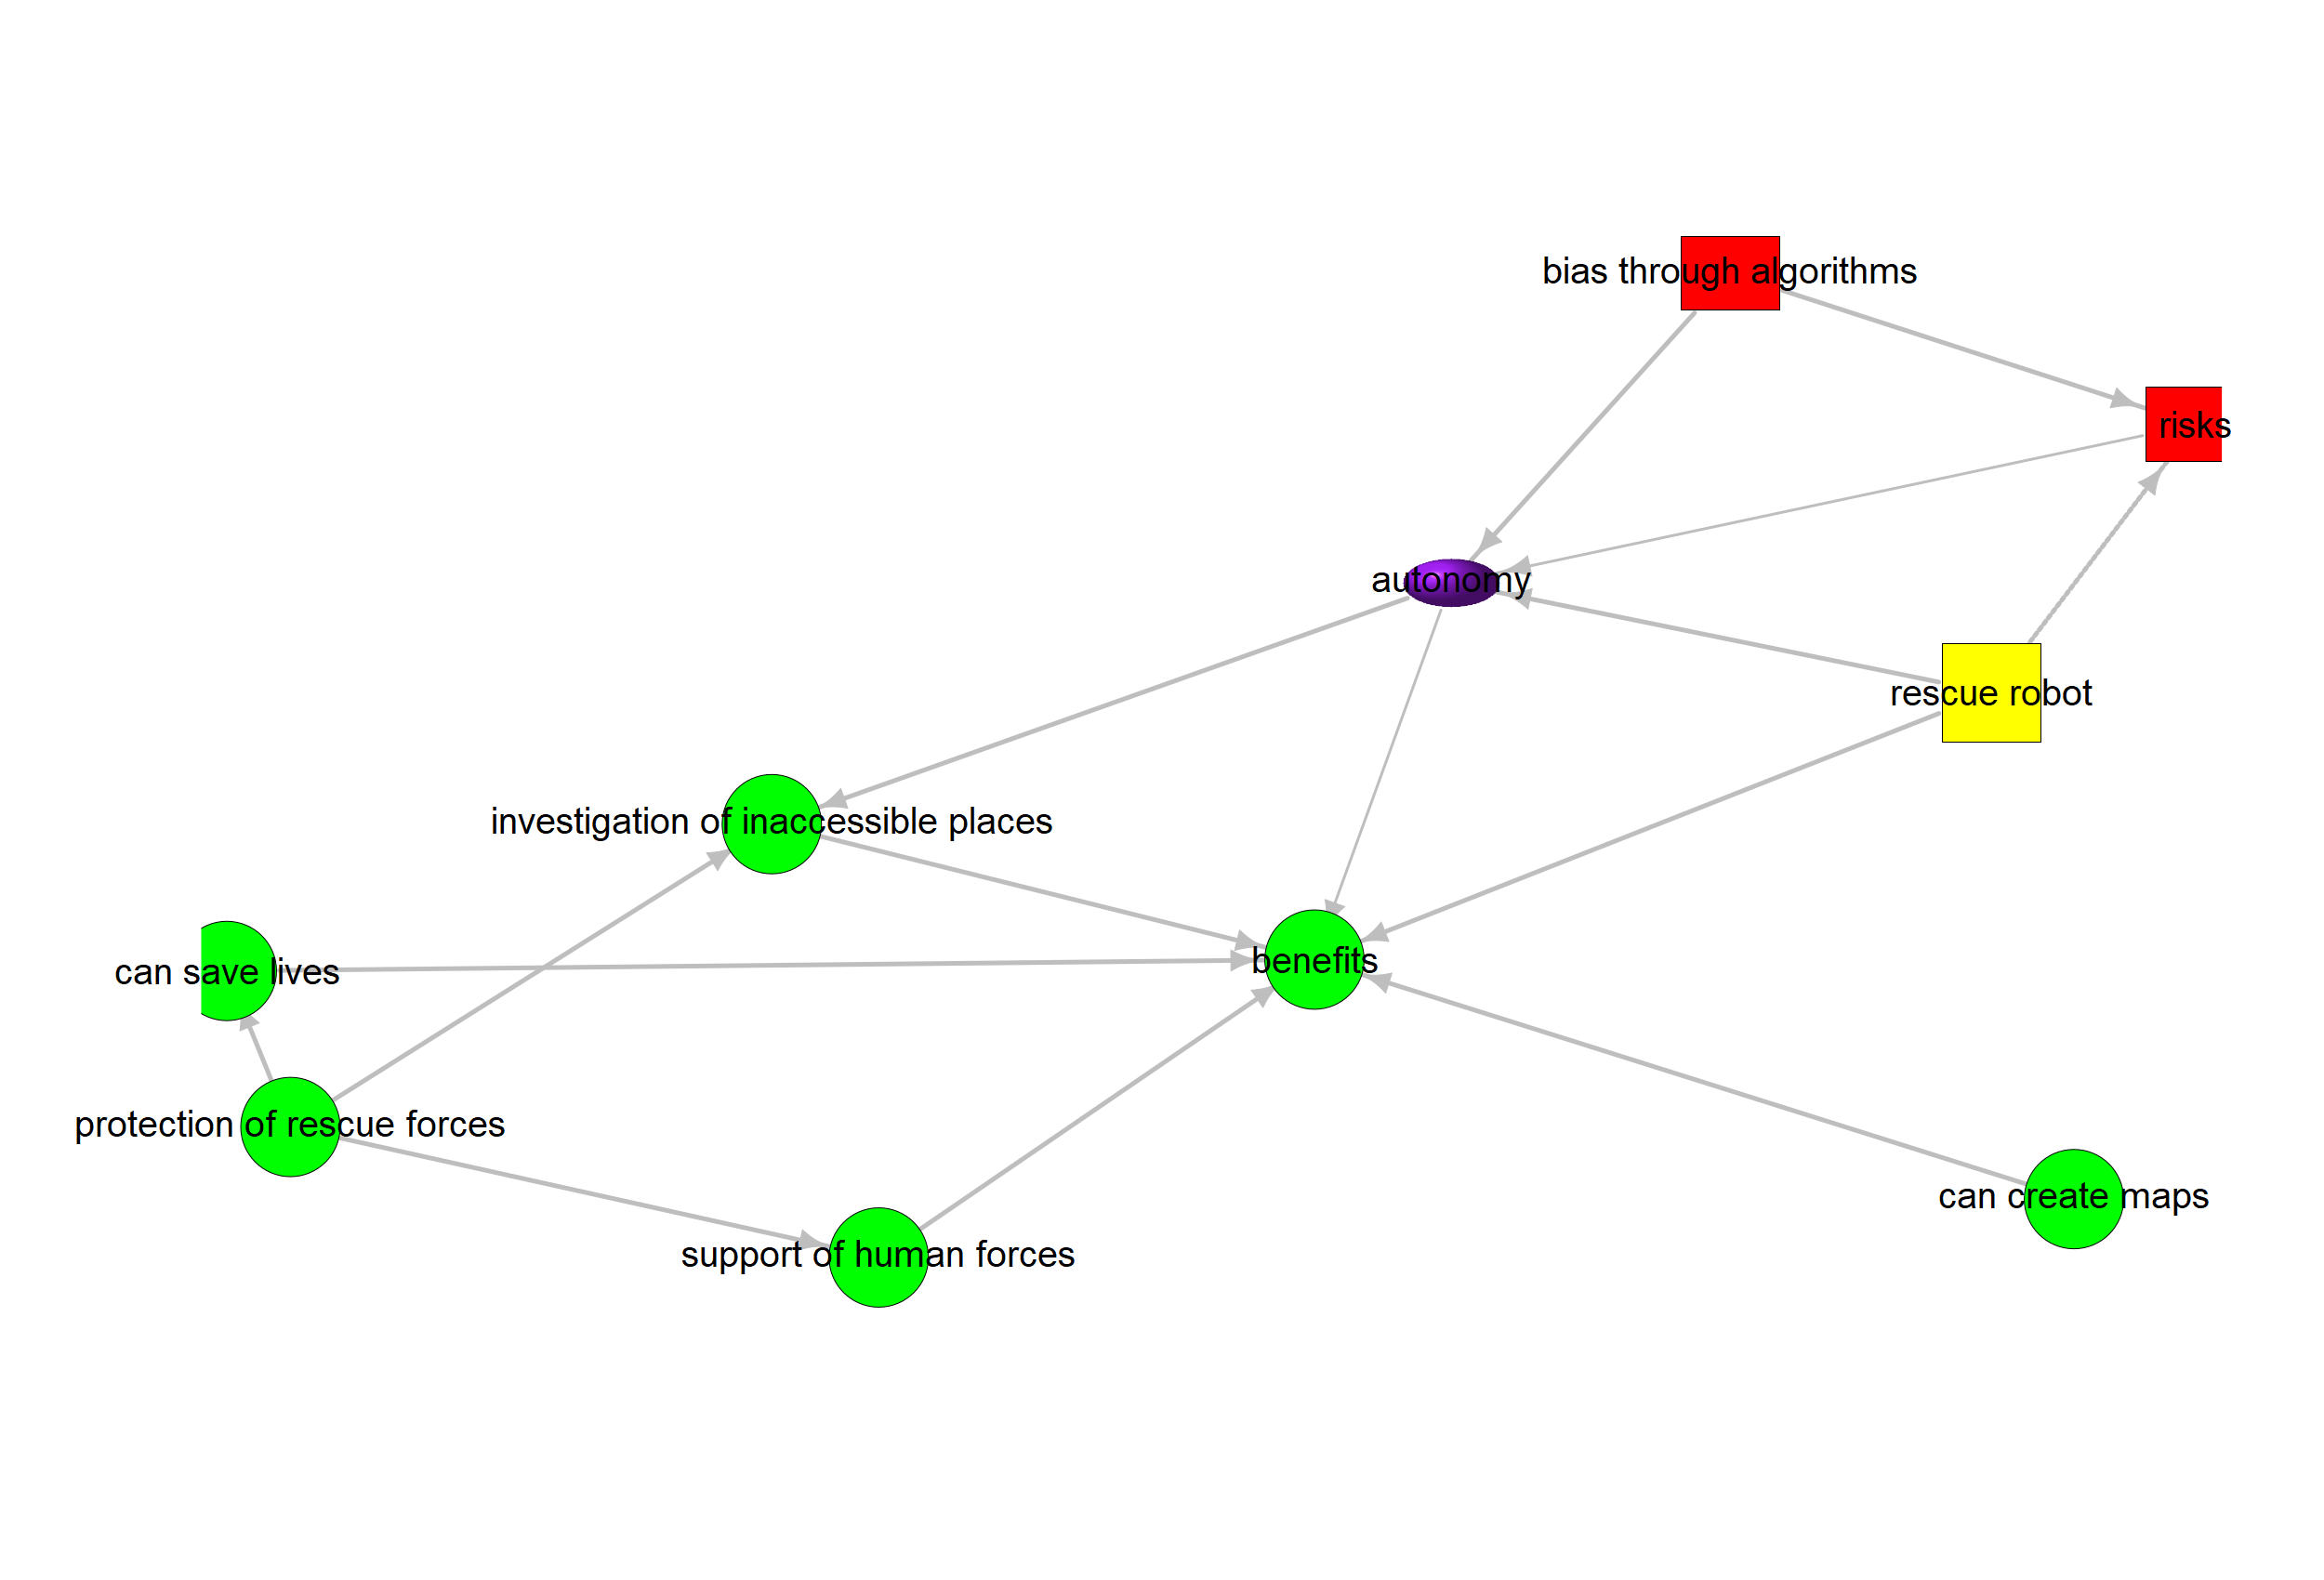 bias through algorithms
risks
autonomy
rescue robot
investigation of inaccessible places
benefits
can save lives
protection of rescue forces
can create maps
support of human forces